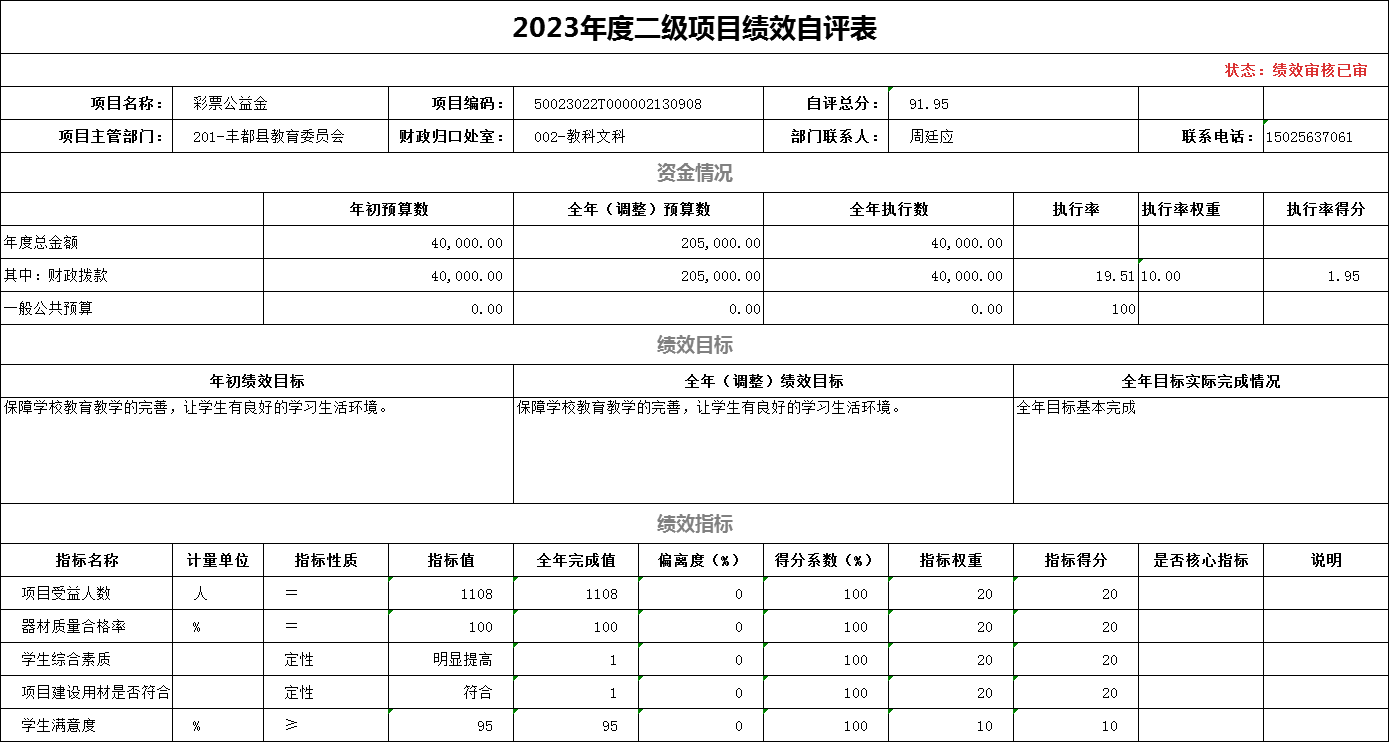 2023年度二级项目绩效自评表
状态：绩效审核已审
项目名称： 彩票公益金 项目编码： 50023022T000002130908 自评总分： 91.95
项目主管部门： 201-丰都县教育委员会 财政归口处室： 002-教科文科 部门联系人： 周廷应 联系电话： 15025637061
资金情况
年初预算数 全年（调整）预算数 全年执行数 执行率 执行率权重 执行率得分
年度总金额 40,000.00 205,000.00 40,000.00
其中：财政拨款 40,000.00 205,000.00 40,000.00 19.51 10.00 1.95
一般公共预算 0.00 0.00 0.00 100
绩效目标
年初绩效目标 全年（调整）绩效目标 全年目标实际完成情况
保障学校教育教学的完善，让学生有良好的学习生活环境。 保障学校教育教学的完善，让学生有良好的学习生活环境。 全年目标基本完成
绩效指标
指标名称 计量单位 指标性质 指标值 全年完成值 偏离度（%） 得分系数（%） 指标权重 指标得分 是否核心指标 说明
项目受益人数 人 ＝ 1108 1108 0 100 20 20
器材质量合格率 % ＝ 100 100 0 100 20 20
学生综合素质 定性 明显提高 1 0 100 20 20
项目建设用材是否符合 定性 符合 1 0 100 20 20
学生满意度 % ≥ 95 95 0 100 10 10